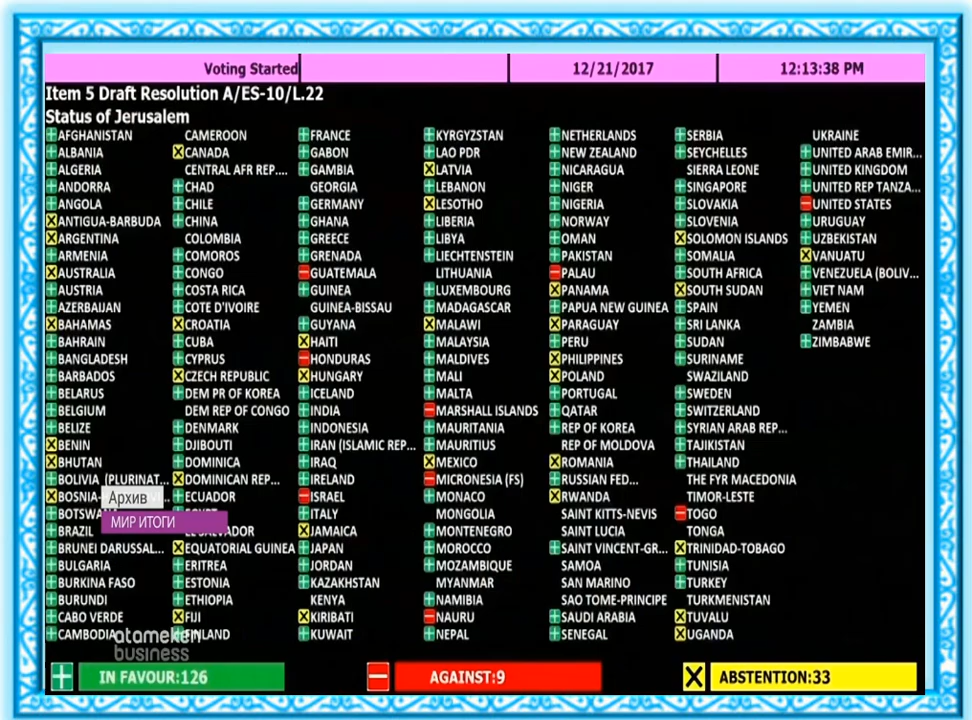 Voting Started 12/21/2017 12:13:38 PM
Item 5 Draft Resolution A/ES-10/L.22
Status of Jerusalem
AFGHANISTAN CAMEROON FRANCE KYRGYZSTAN NETHERLANDS SERBIA UKRAINE
ALBANIA CANADA GABON LAO PDR NEW ZEALAND SEYCHELLES UNITED ARAB EMIR...
ALGERIA CENTRAL AFR REP.... GAMBIA LATVIA NICARAGUA SIERRA LEONE UNITED KINGDOM
ANDORRA CHAD GEORGIA LEBANON NIGER SINGAPORE UNITED REP TANZA...
ANGOLA CHILE GERMANY LESOTHO NIGERIA SLOVAKIA UNITED STATES
ANTIGUA-BARBUDA CHINA GHANA LIBERIA NORWAY SLOVENIA URUGUAY
ARGENTINA COLOMBIA GREECE LIBYA OMAN SOLOMON ISLANDS UZBEKISTAN
ARMENIA COMOROS GRENADA LIECHTENSTEIN PAKISTAN SOMALIA VANUATU
AUSTRALIA CONGO GUATEMALA LITHUANIA PALAU SOUTH AFRICA VENEZUELA (BOLIV...
AUSTRIA COSTA RICA GUINEA LUXEMBOURG PANAMA SOUTH SUDAN VIET NAM
AZERBAIJAN COTE D'IVOIRE GUINEA-BISSAU MADAGASCAR PAPUA NEW GUINEA SPAIN YEMEN
BAHAMAS CROATIA GUYANA MALAWI PARAGUAY SRI LANKA ZAMBIA
BAHRAIN CUBA HAITI MALAYSIA PERU SUDAN ZIMBABWE
BANGLADESH CYPRUS HONDURAS MALDIVES PHILIPPINES SURINAME
BARBADOS CZECH REPUBLIC HUNGARY MALI POLAND SWAZILAND
BELARUS DEM PR OF KOREA ICELAND MALTA PORTUGAL SWEDEN
BELGIUM DEM REP OF CONGO INDIA MARSHALL ISLANDS QATAR SWITZERLAND
BELIZE DENMARK INDONESIA MAURITANIA REP OF KOREA SYRIAN ARAB REP...
BENIN DJIBOUTI IRAN (ISLAMIC REP... MAURITIUS REP OF MOLDOVA TAJIKISTAN
BHUTAN DOMINICA IRAQ MEXICO ROMANIA THAILAND
BOLIVIA (PLURINAT... DOMINICAN REP... IRELAND MICRONESIA (FS) RUSSIAN FED... THE FYR MACEDONIA
BOSNIA- Архив ECUADOR ISRAEL MONACO RWANDA TIMOR-LESTE
МИР ИТОГИ ITALY MONGOLIA SAINT KITTS-NEVIS TOGO
BRAZIL JAMAICA MONTENEGRO SAINT LUCIA TONGA
BRUNEI DARUSSAL... EQUATORIAL GUINEA JAPAN MOROCCO SAINT VINCENT-GR... TRINIDAD-TOBAGO
BULGARIA ERITREA JORDAN MOZAMBIQUE SAMOA TUNISIA
BURKINA FASO ESTONIA KAZAKHSTAN MYANMAR SAN MARINO TURKEY
BURUNDI ETHIOPIA KENYA NAMIBIA SAO TOME-PRINCIPE TURKMENISTAN
CABO VERDE FIJI KIRIBATI NAURU SAUDI ARABIA TUVALU
CAMBODIA FINLAND KUWAIT NEPAL SENEGAL UGANDA
atameken
business
IN FAVOUR:126 AGAINST:9 ABSTENTION:33